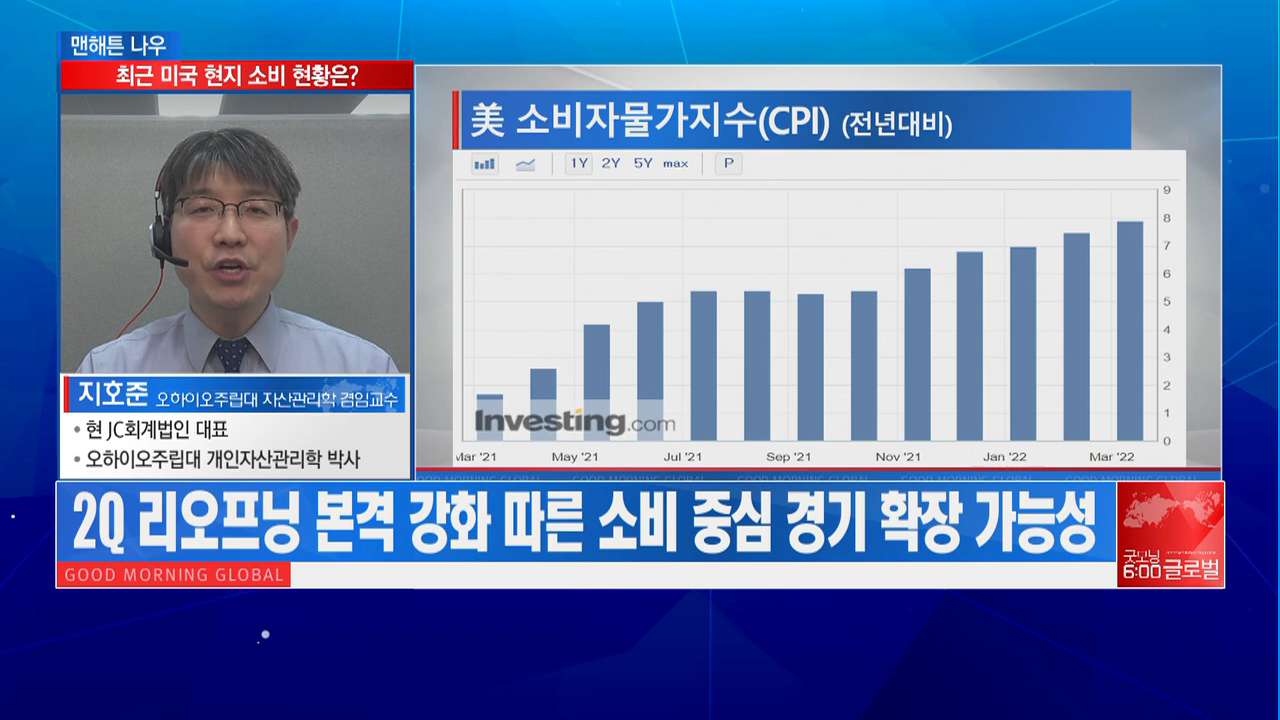 맨해튼 나우
최근 미국 현지 소비 현황은?
美 소비자물가지수(CPI) (전년대비)
1Y 2Y 5Y max P
9
8
7
6
5
4
3
2
1
0
Investing.com
Mar '21 May '21 Jul '21 Sep '21 Nov '21 Jan '22 Mar '22
지호준 오하이오주립대 자산관리학 겸임교수
• 현 JC회계법인 대표
• 오하이오주립대 개인자산관리학 박사
2Q 리오프닝 본격 강화 따른 소비 중심 경기 확장 가능성
GOOD MORNING GLOBAL
굿모닝
6:00 글로벌